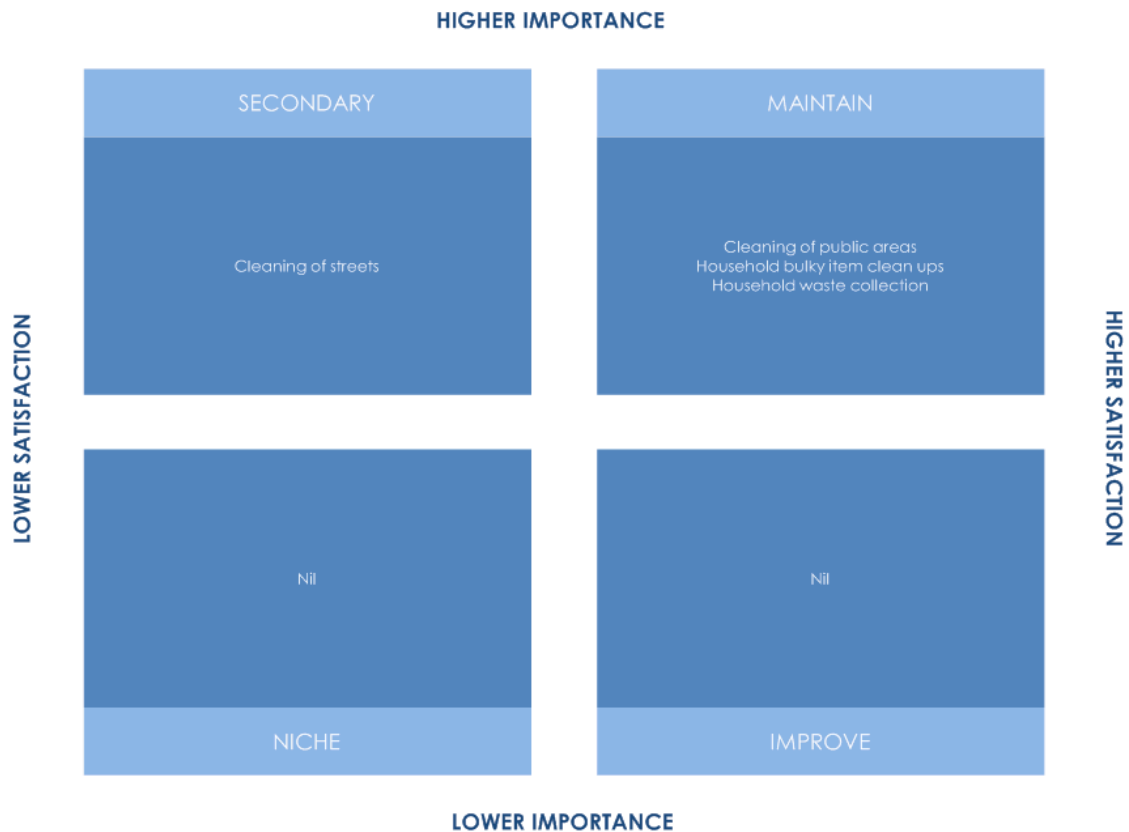 HIGHER IMPORTANCE
SECONDARY
MAINTAIN
Cleaning of streets
Cleaning of public areas
Household bulky item clean ups
Household waste collection
LOWER SATISFACTION
HIGHER SATISFACTION
Nil
Nil
NICHE
IMPROVE
LOWER IMPORTANCE